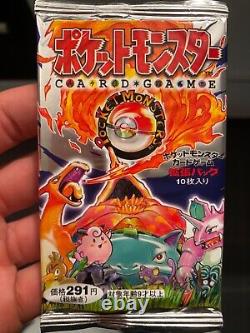 ポケットモンスター
CARD GAME
POCKET MONSTERS
ポケットモンスター
カードゲーム
拡張パック
10枚入り
価格291円
(税抜き)
対象年齢9才以上
ebay